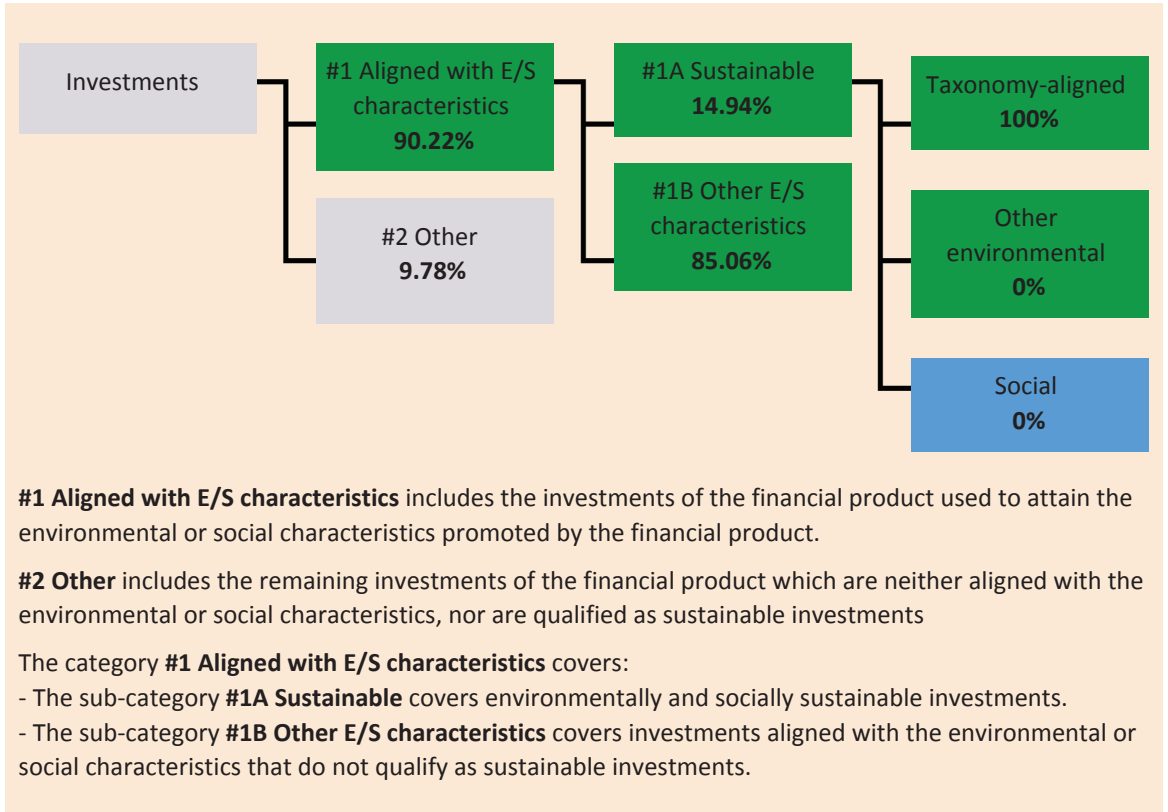 Investments
#1 Aligned with E/S
characteristics
90.22%
#2 Other
9.78%
#1A Sustainable
14.94%
#1B Other E/S
characteristics
85.06%
Taxonomy-aligned
100%
Other
environmental
0%
Social
0%
#1 Aligned with E/S characteristics includes the investments of the financial product used to attain the
environmental or social characteristics promoted by the financial product.
#2 Other includes the remaining investments of the financial product which are neither aligned with the
environmental or social characteristics, nor are qualified as sustainable investments
The category #1 Aligned with E/S characteristics covers:
- The sub-category #1A Sustainable covers environmentally and socially sustainable investments.
- The sub-category #1B Other E/S characteristics covers investments aligned with the environmental or
social characteristics that do not qualify as sustainable investments.